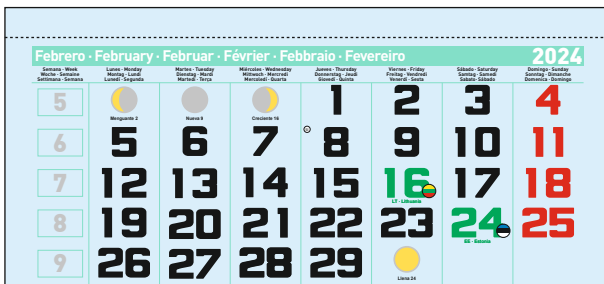 Febrero · February · Februar · Février · Febbraio · Fevereiro 2024
Semana · Week Lunes · Monday Martes · Tuesday Miércoles · Wednesday Jueves · Thursday Viernes · Friday Sábado · Saturday Domingo · Sunday
Woche · Semaine Montag · Lundi Dienstag · Mardi Mittwoch · Mercredi Donnerstag · Jeudi Freitag · Vendredi Samstag · Samedi Sonntag · Dimanche
Settimana · Semana Lunedì · Segunda Martedì · Terça Mercoledì · Quarta Giovedì · Quinta Venerdì · Sexta Sabato · Sábado Domenica · Domingo
5 1 2 3 4
Menguante 2 Nueva 9 Creciente 16
6 5 6 7 8 9 10 11
7 12 13 14 15 16 17 18
LT · Lithuania
8 19 20 21 22 23 24 25
EE · Estonia
9 26 27 28 29
Llena 24